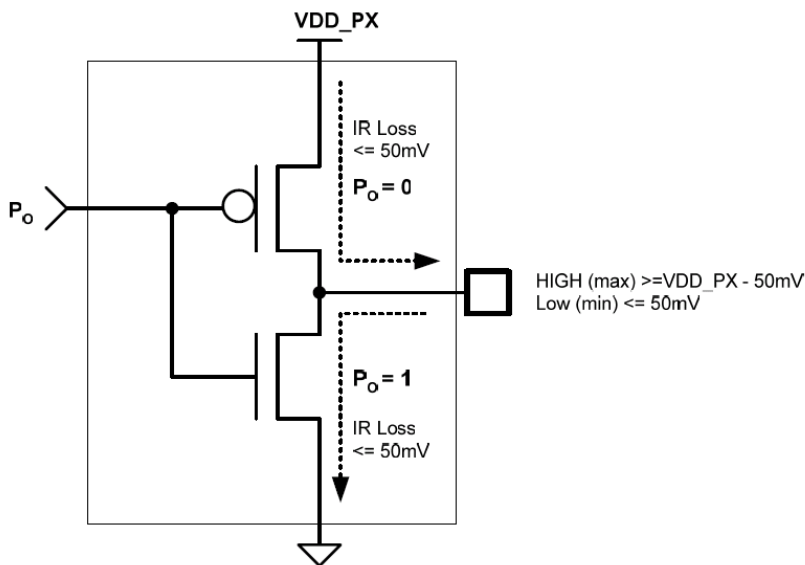 VDD_PX
IR Loss
<= 50mV
Po = 0
Po
HIGH (max) >=VDD_PX - 50mV
Low (min) <= 50mV
Po = 1
IR Loss
<= 50mV